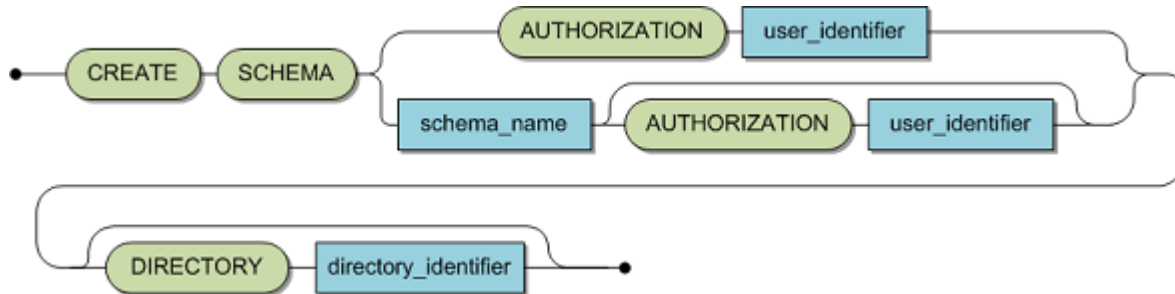 AUTHORIZATION user_identifier
CREATE SCHEMA
schema_name AUTHORIZATION user_identifier
DIRECTORY directory_identifier